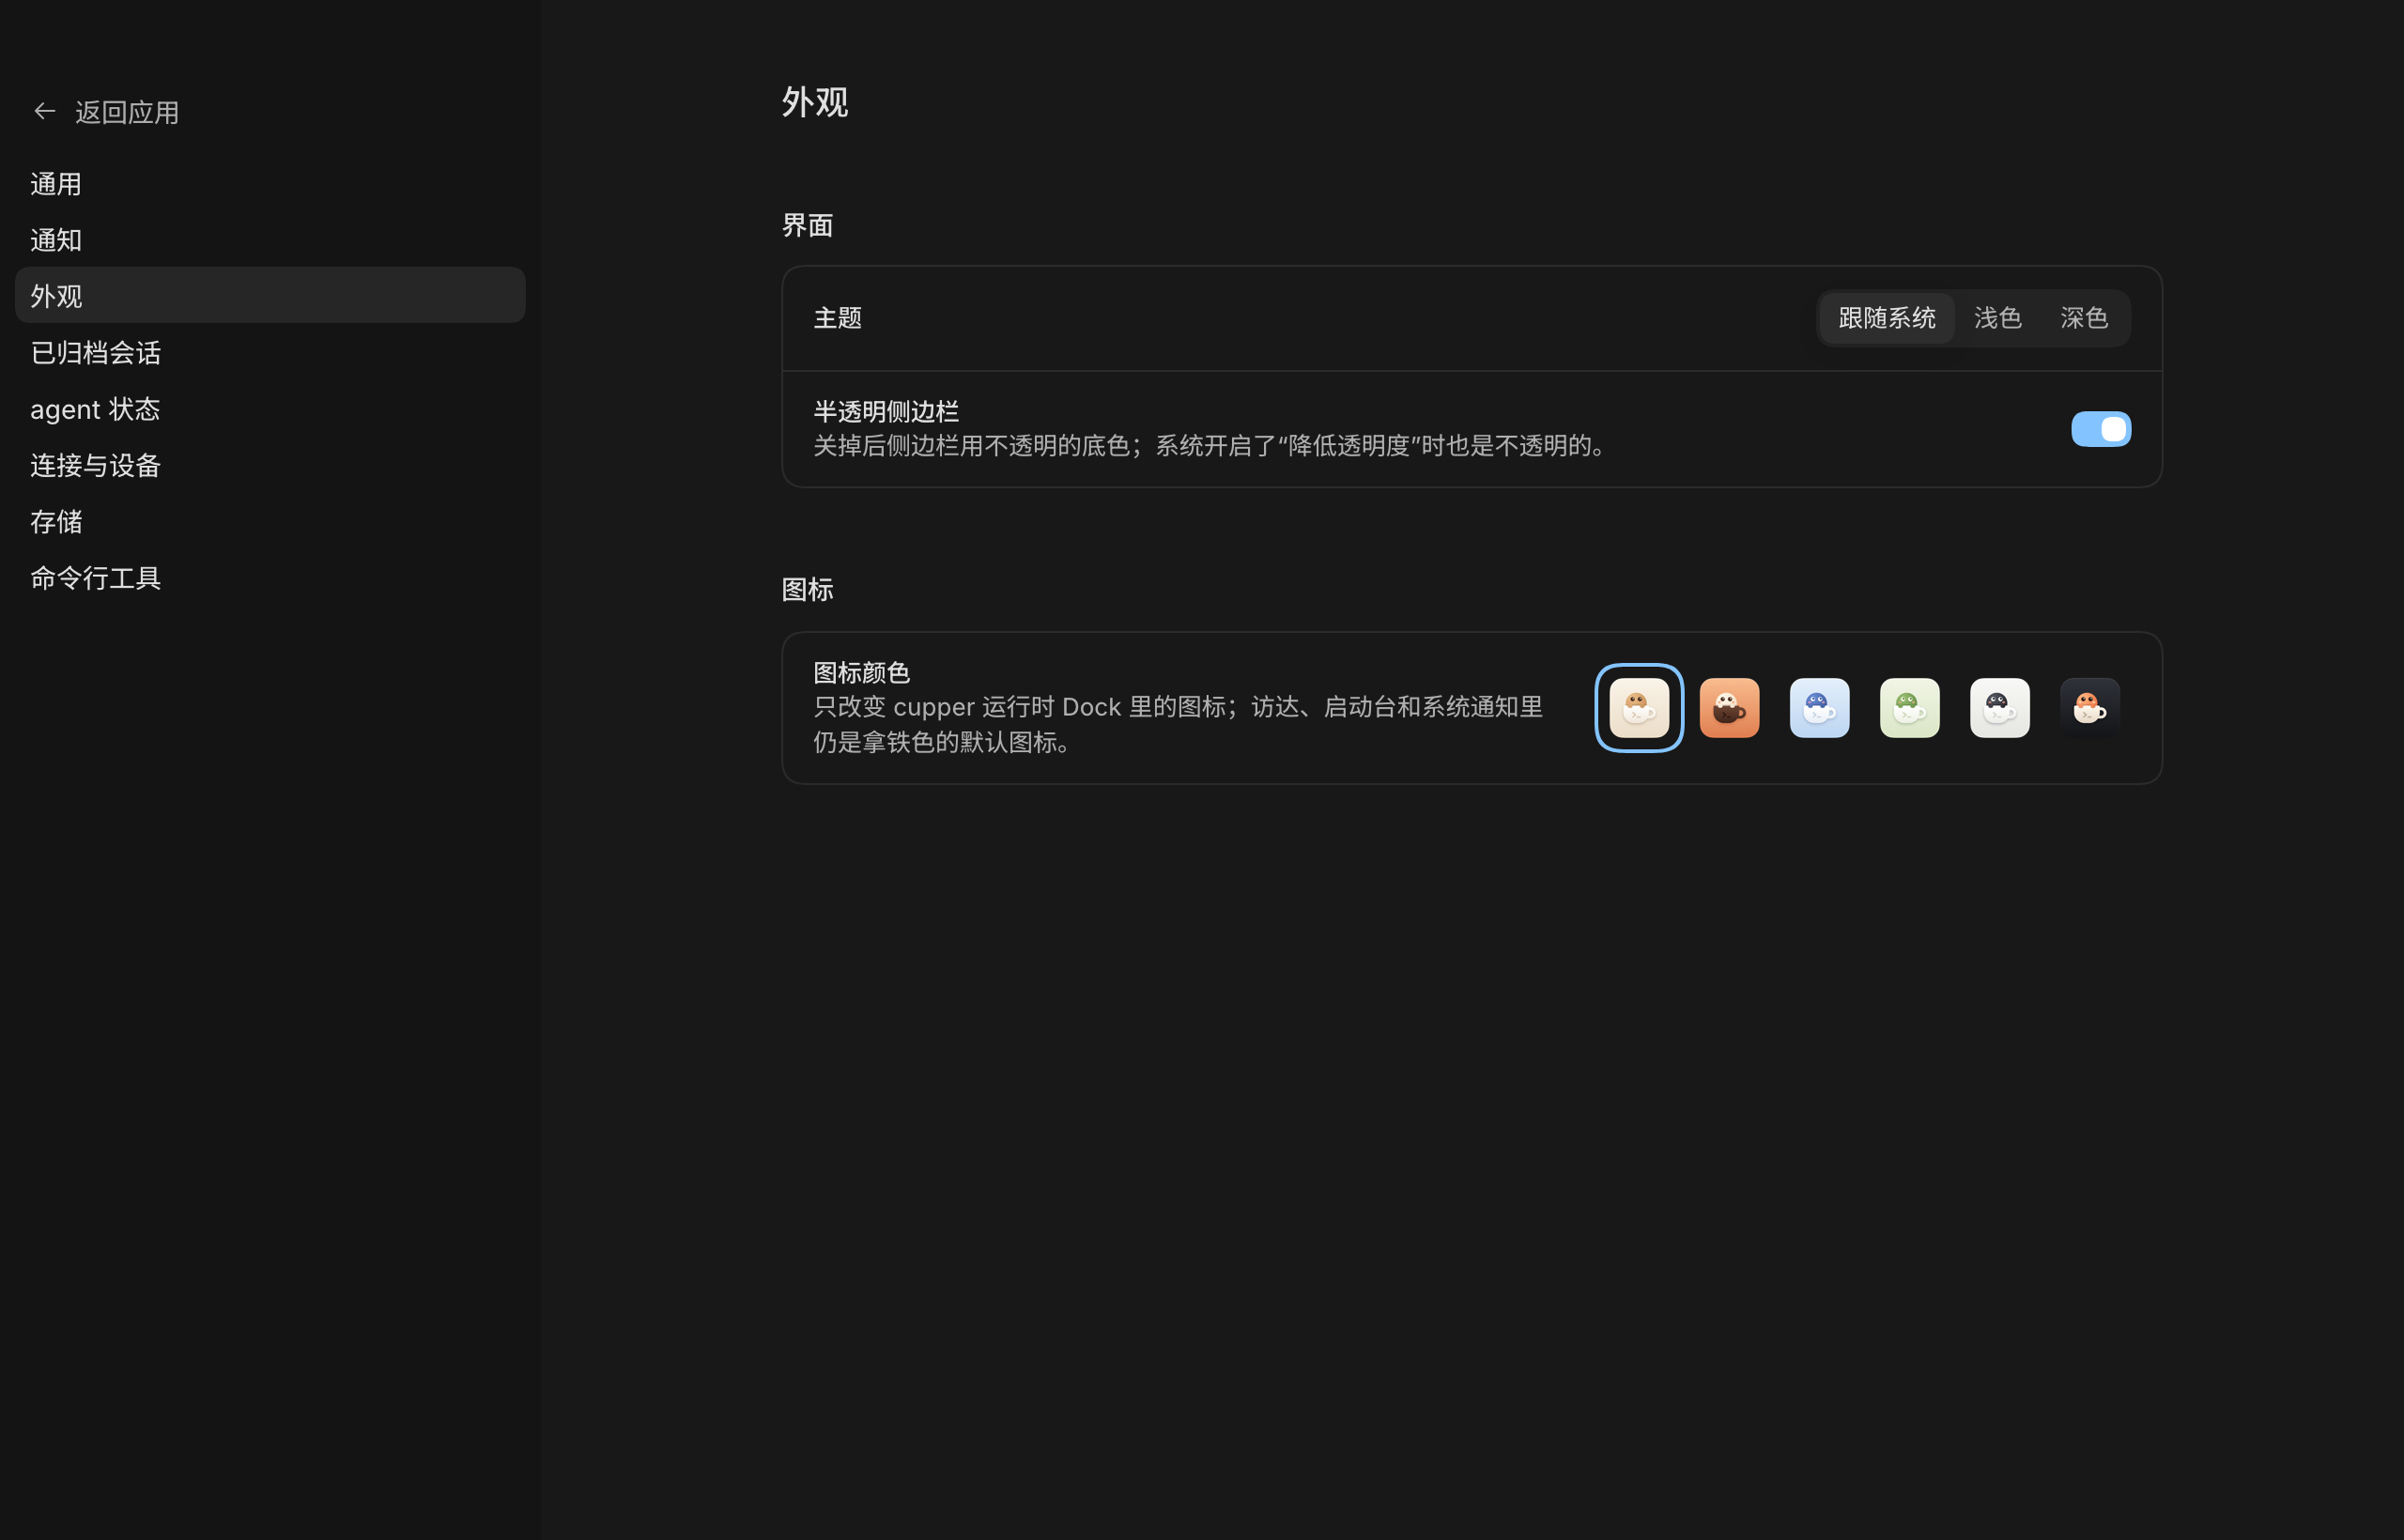 返回应用
通用
通知
外观
已归档会话
agent 状态
连接与设备
存储
命令行工具
外观
界面
主题
跟随系统 浅色 深色
半透明侧边栏
关掉后侧边栏用不透明的底色；系统开启了“降低透明度”时也是不透明的。
图标
图标颜色
只改变 cupper 运行时 Dock 里的图标；访达、启动台和系统通知里
仍是拿铁色的默认图标。